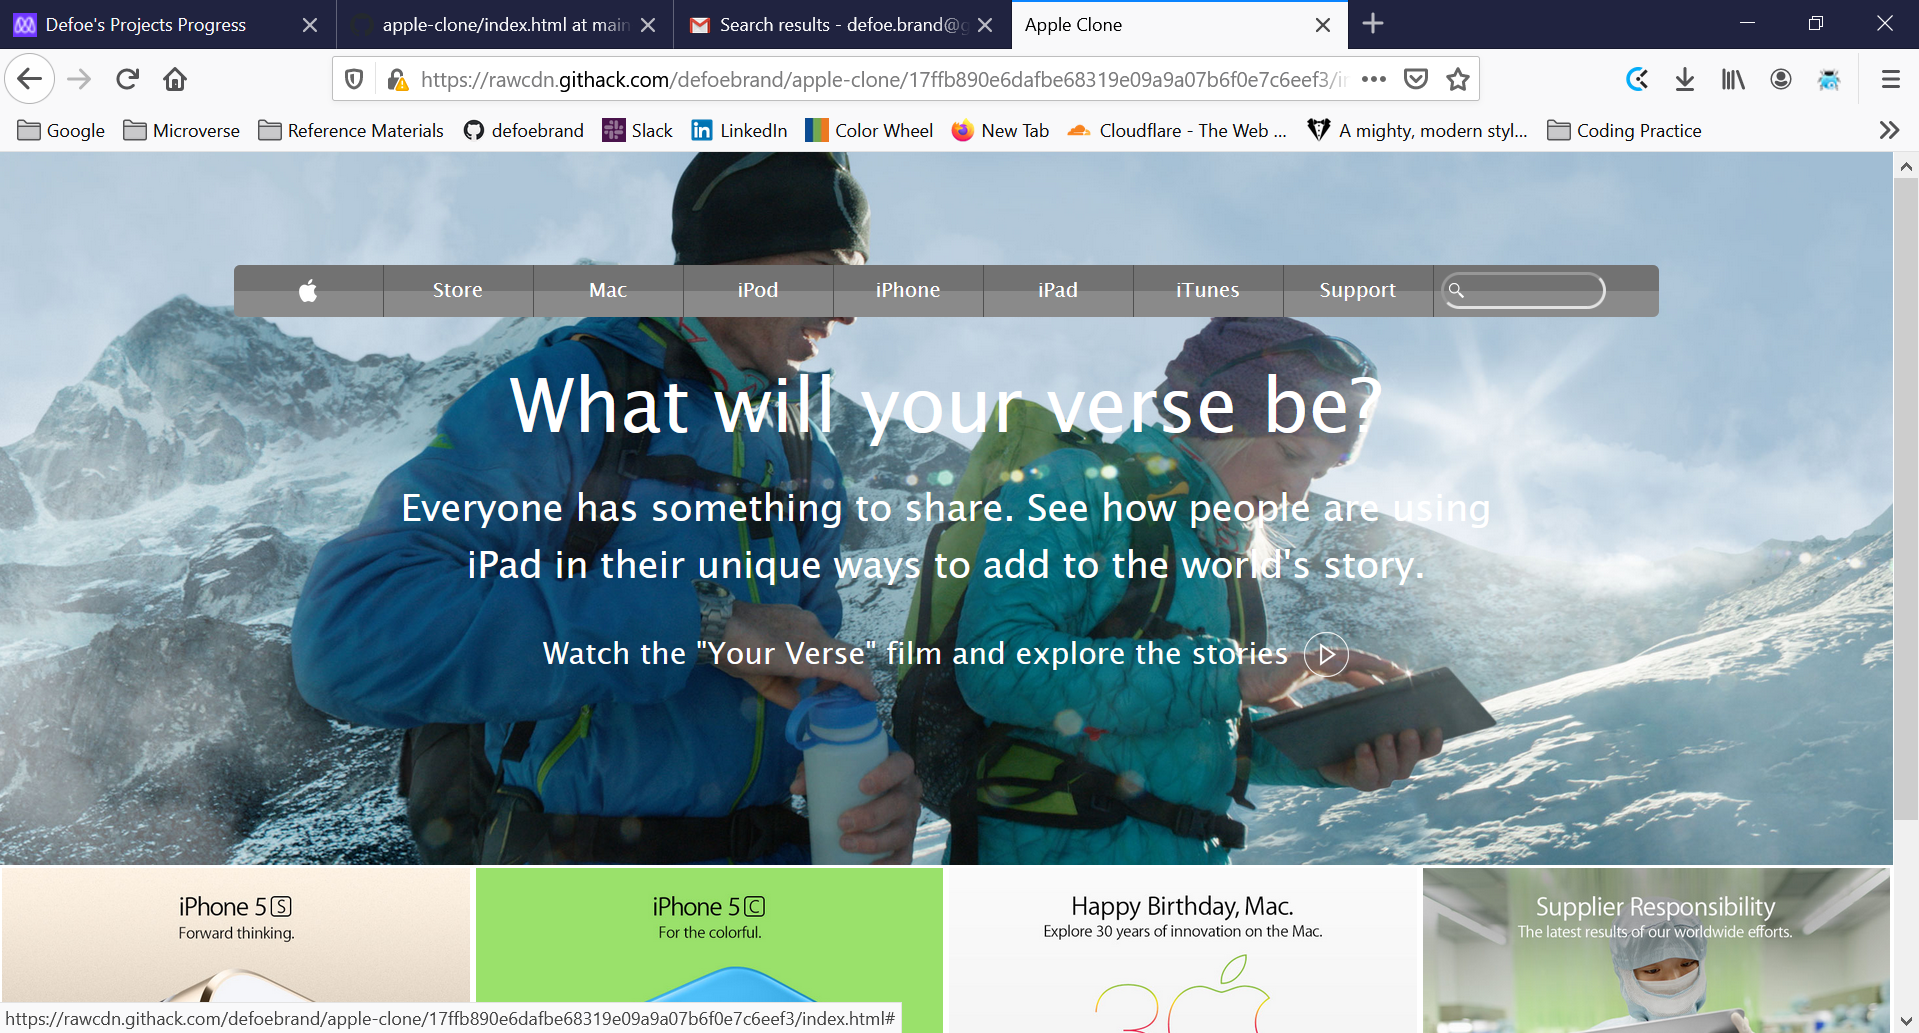 Defoe's Projects Progress
apple-clone/index.html at main
Search results - defoe.brand@g
Apple Clone
https://rawcdn.githack.com/defoebrand/apple-clone/17ffb890e6dafbe68319e09a9a07b6f0e7c6eef3/i
Google Microverse Reference Materials defoebrand Slack LinkedIn Color Wheel New Tab Cloudflare - The Web ... A mighty, modern styl... Coding Practice
Store Mac iPod iPhone iPad iTunes Support
What will your verse be?
Everyone has something to share. See how people are using
iPad in their unique ways to add to the world's story.
Watch the "Your Verse" film and explore the stories
iPhone 5S
Forward thinking.
iPhone 5C
For the colorful.
Happy Birthday, Mac.
Explore 30 years of innovation on the Mac.
30
Supplier Responsibility
The latest results of our worldwide efforts.
https://rawcdn.githack.com/defoebrand/apple-clone/17ffb890e6dafbe68319e09a9a07b6f0e7c6eef3/index.html#